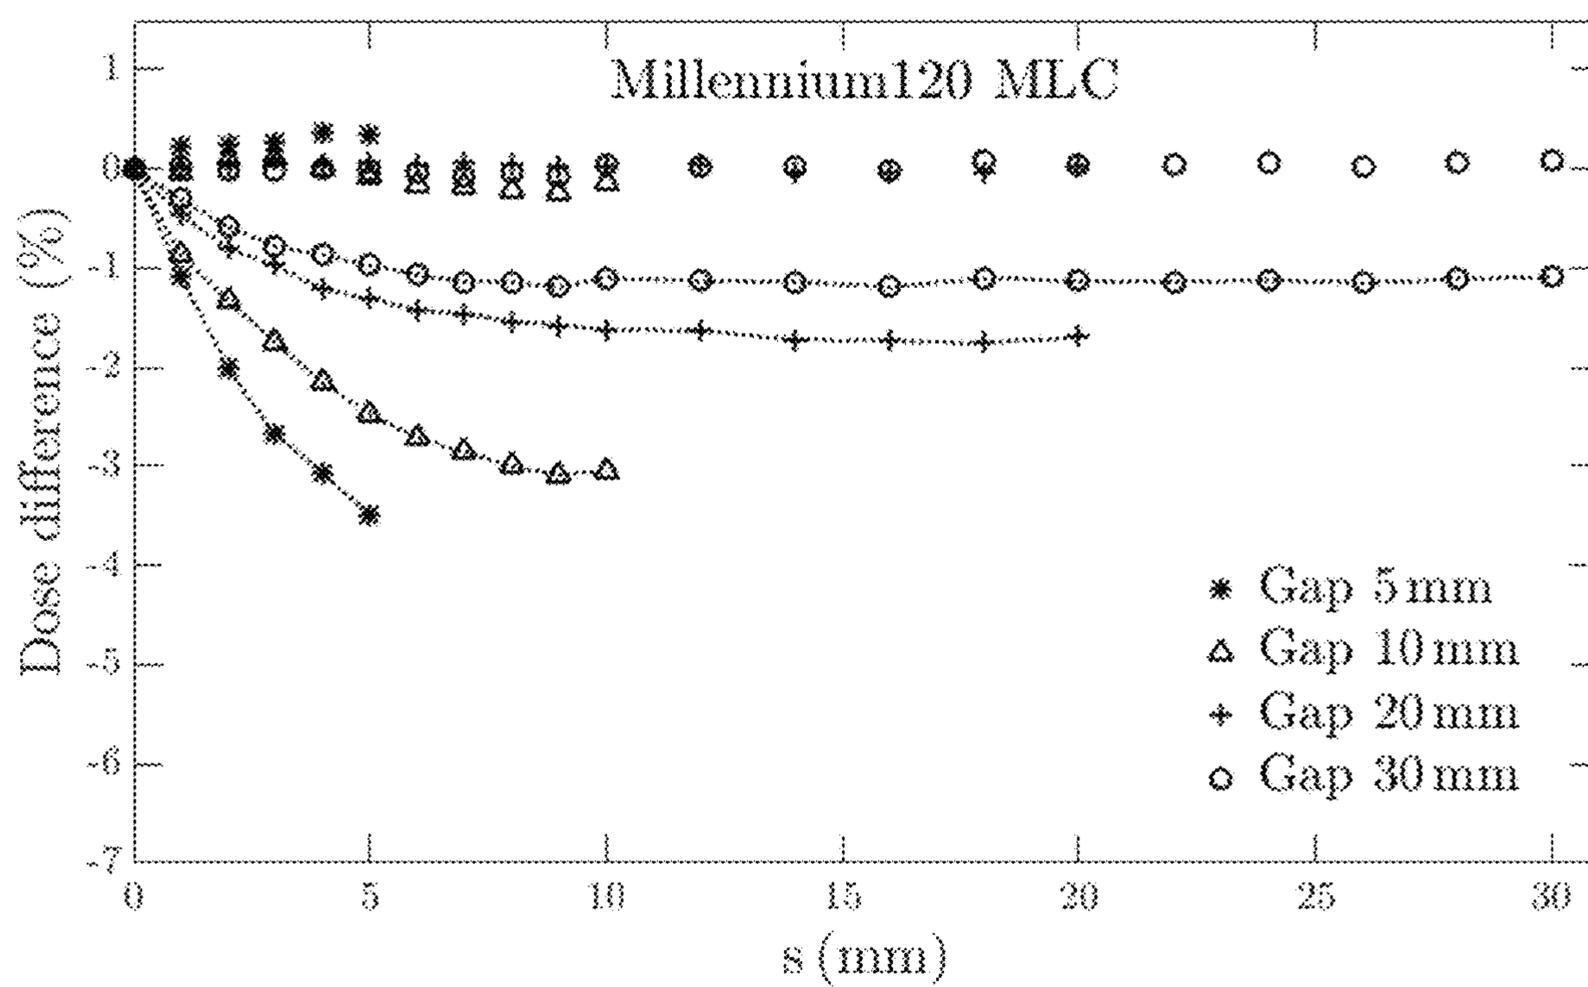 Millennium120 MLC
Dose difference (%)
1
0
-1
-2
-3
-4
-5
-6
-7
Gap 5 mm
Gap 10 mm
Gap 20 mm
Gap 30 mm
0 5 10 15 20 25 30
s (mm)